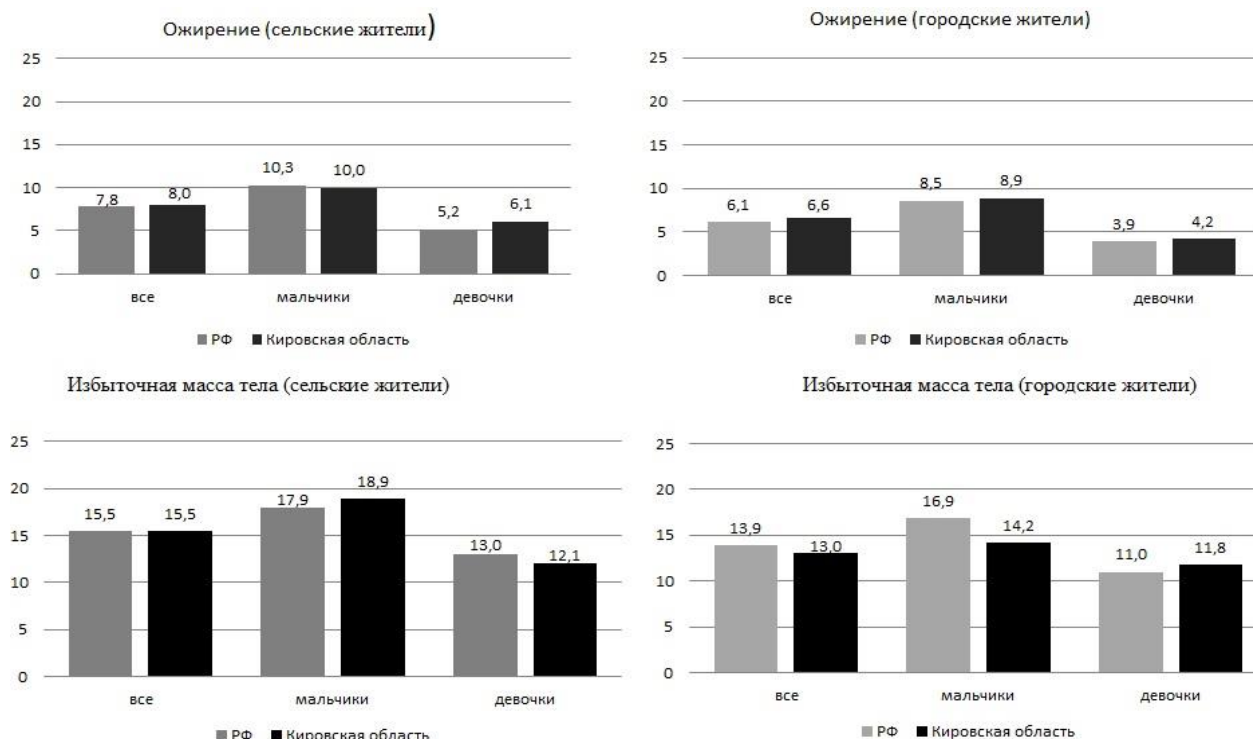 Ожирение (сельские жители)
25
20
15
10
5
0
7,8
8,0
10,3
10,0
5,2
6,1
все
мальчики
девочки
РФ
Кировская область
Ожирение (городские жители)
25
20
15
10
5
0
6,1
6,6
8,5
8,9
3,9
4,2
все
мальчики
девочки
РФ
Кировская область
Избыточная масса тела (сельские жители)
25
20
15
10
5
0
15,5
15,5
17,9
18,9
13,0
12,1
все
мальчики
девочки
РФ
Кировская область
Избыточная масса тела (городские жители)
25
20
15
10
5
0
13,9
13,0
16,9
14,2
11,0
11,8
все
мальчики
девочки
РФ
Кировская область